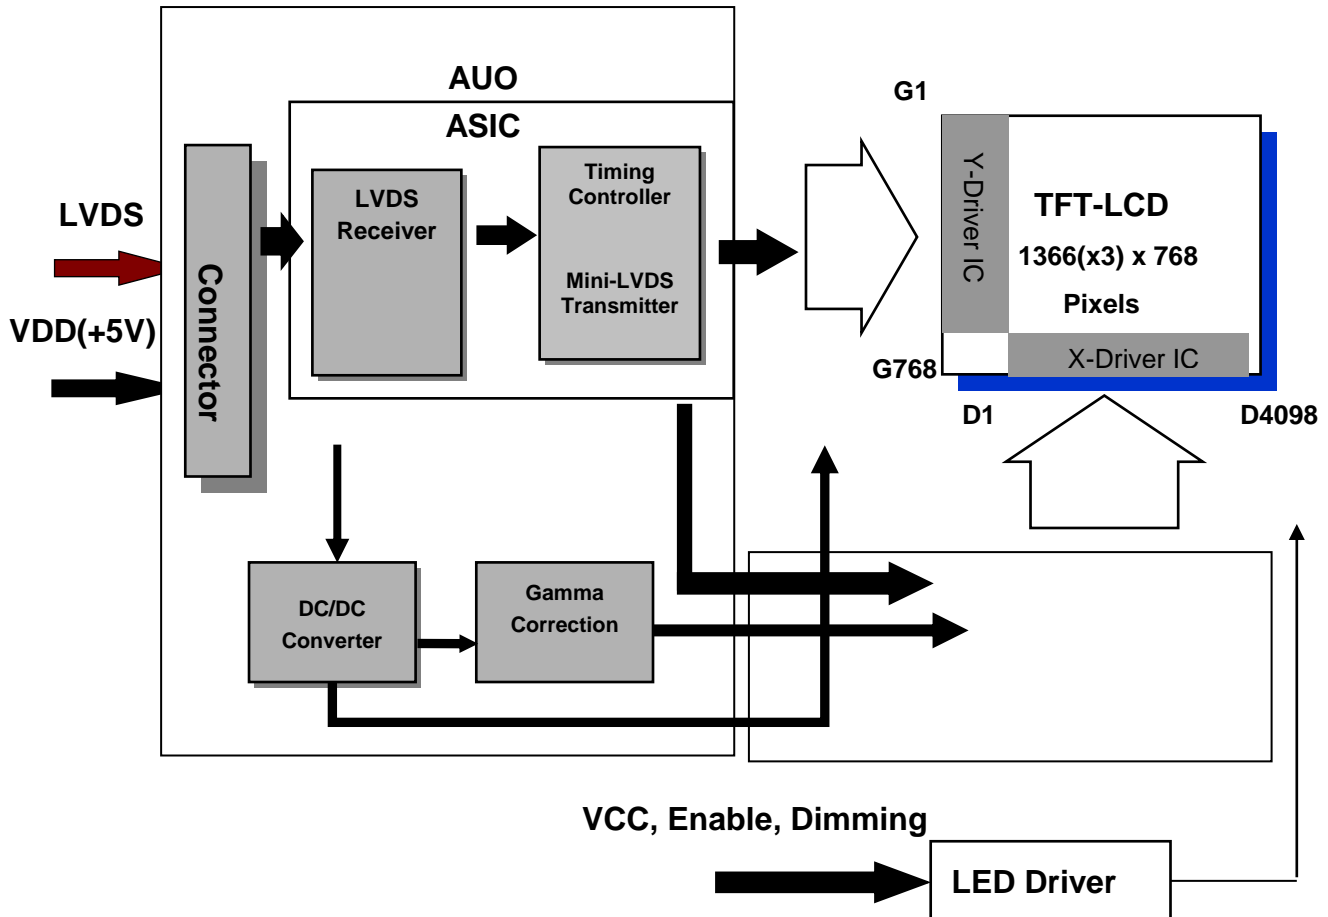 AUO
ASIC
LVDS
VDD(+5V)
Connector
LVDS
Receiver
Timing
Controller
Mini-LVDS
Transmitter
G1
Y-Driver IC
TFT-LCD
1366(x3) x 768
Pixels
G768
X-Driver IC
D1
D4098
DC/DC
Converter
Gamma
Correction
VCC, Enable, Dimming
LED Driver